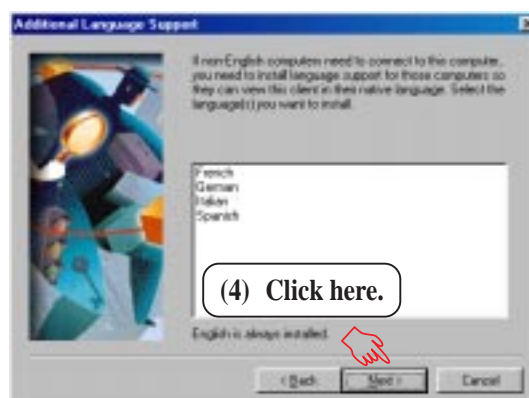 Additional Language Support
If non-English computers need to connect to this computer,
you need to install language support for those computers so
they can view this client in their native language. Select the
language(s) you want to install.
French
German
Italian
Spanish
(4) Click here.
English is always installed.
< Back
Next >
Cancel